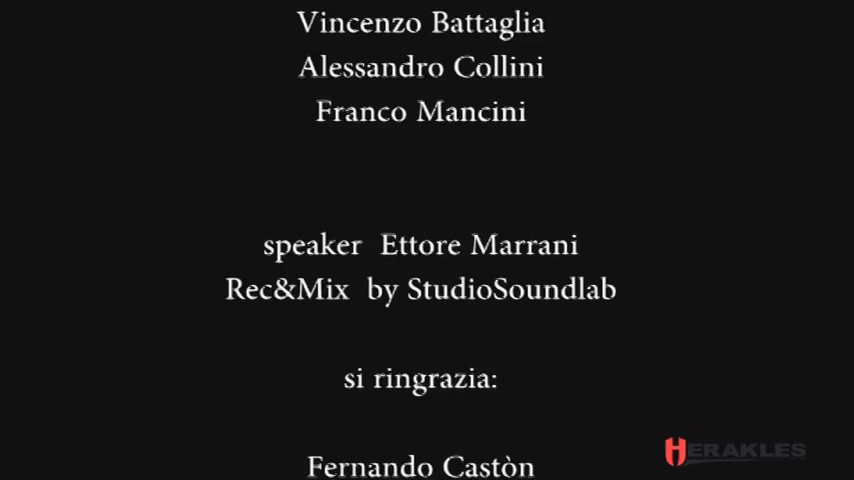 Vincenzo Battaglia
Alessandro Collini
Franco Mancini
speaker Ettore Marrani
Rec&Mix by StudioSoundlab
si ringrazia:
Fernando Castòn
HERAKLES